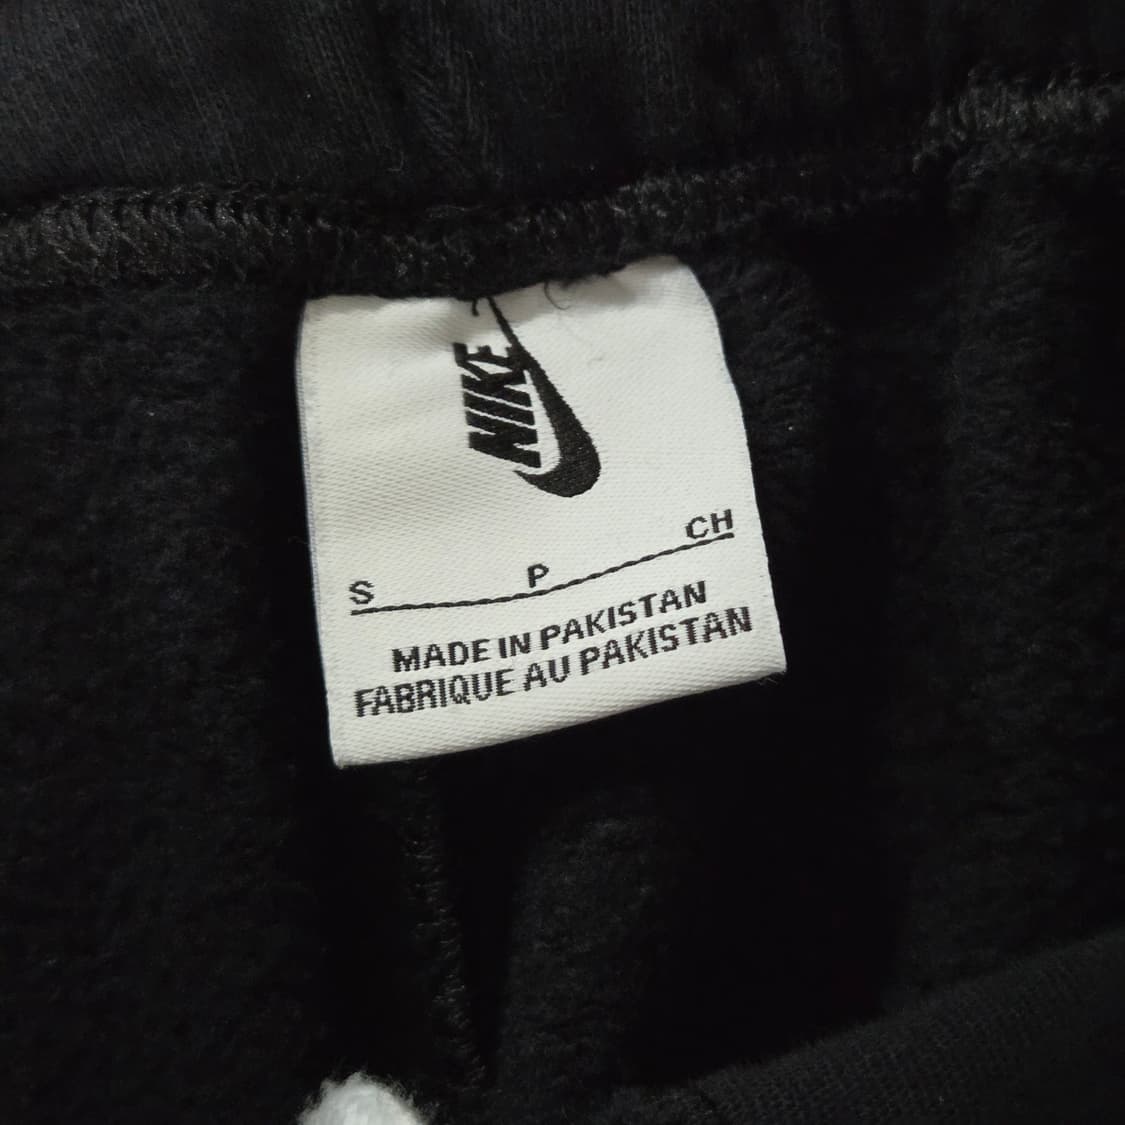 NIKE
S P CH
MADE IN PAKISTAN
FABRIQUE AU PAKISTAN